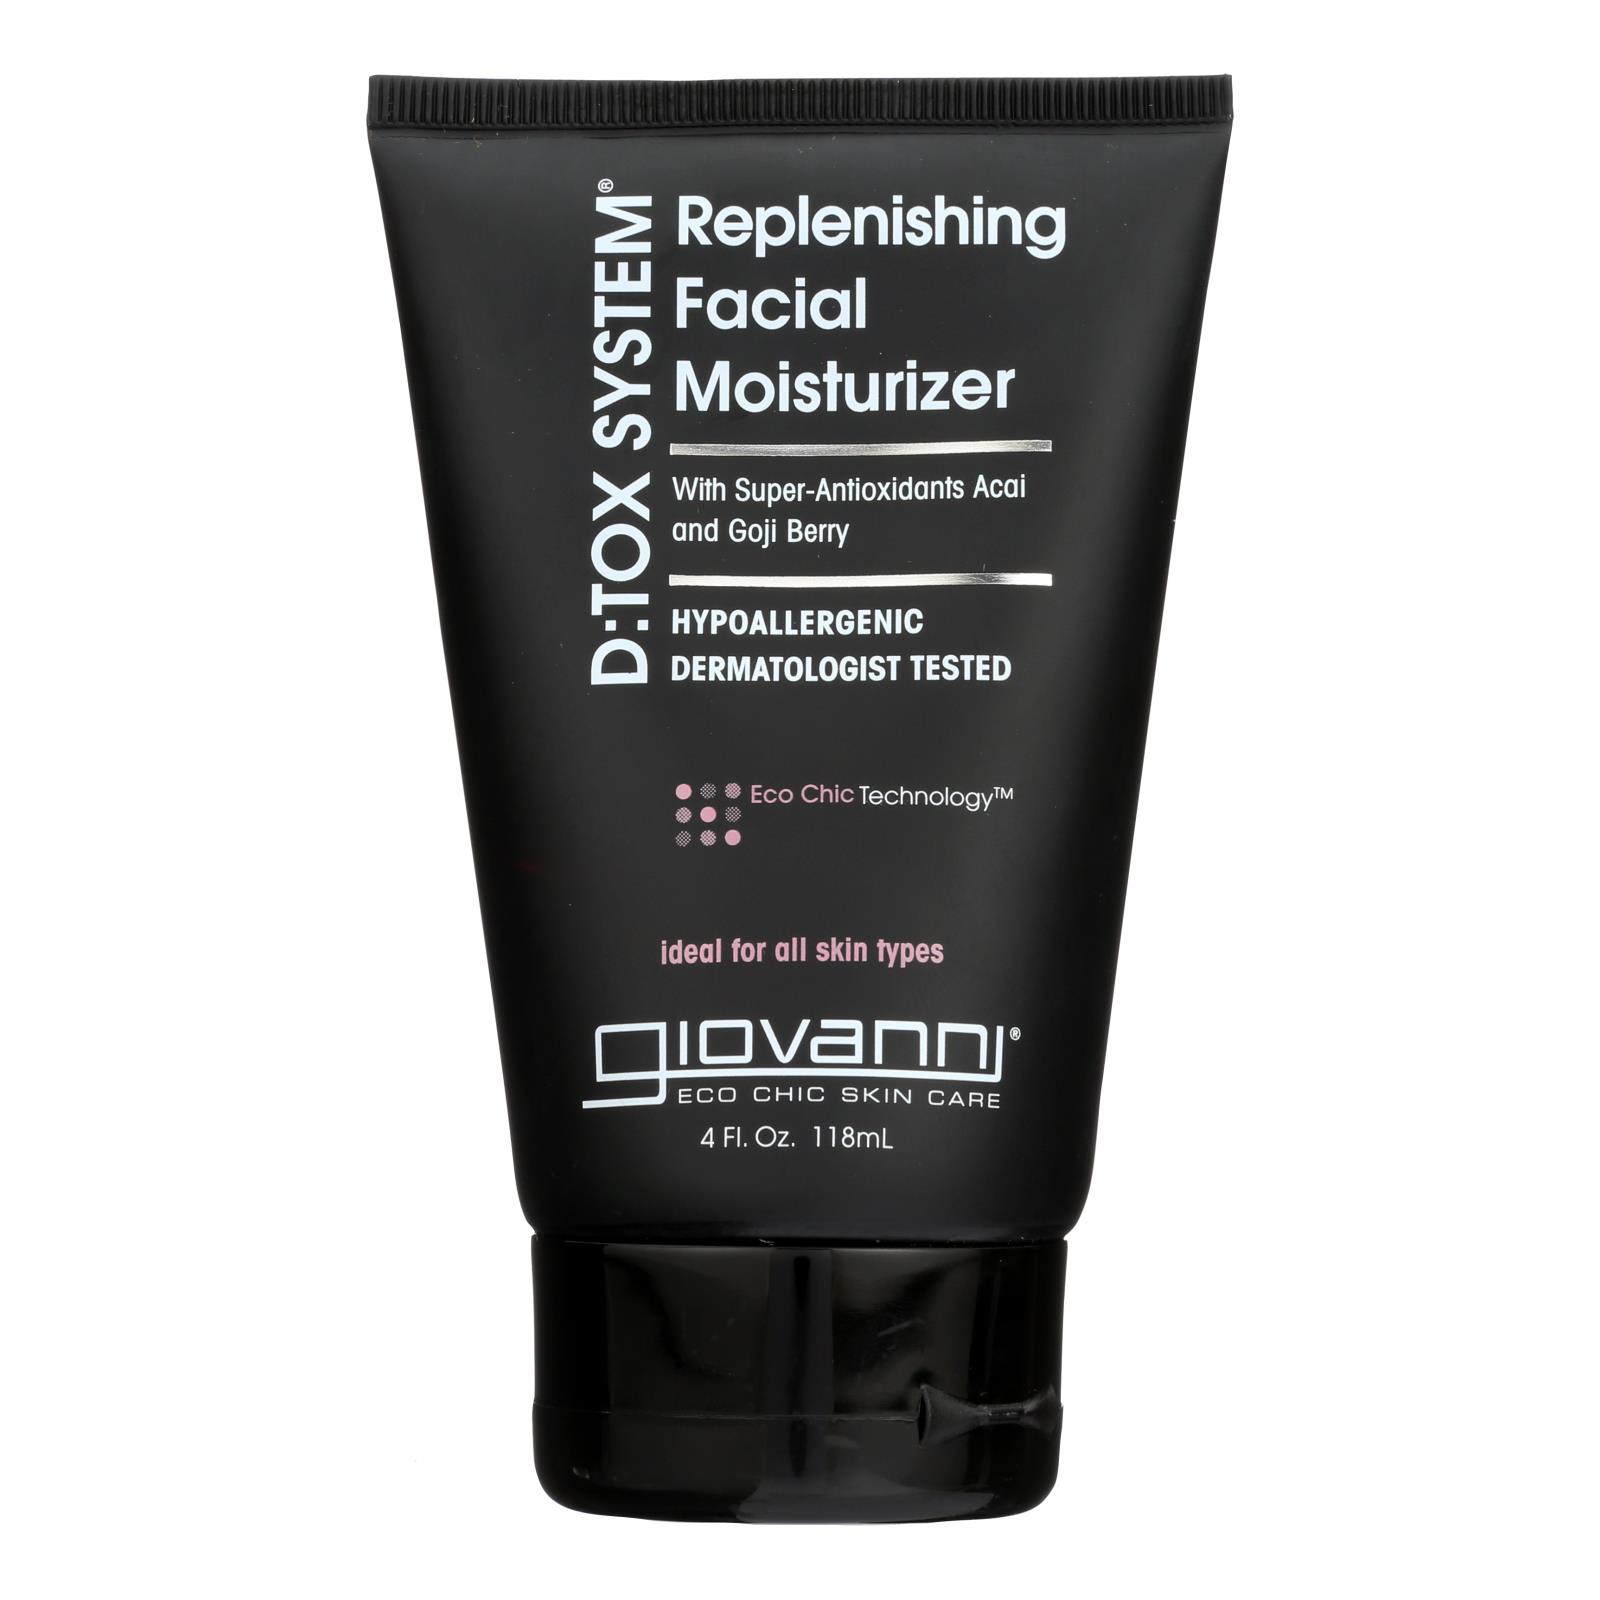 D:TOX SYSTEM®
Replenishing
Facial
Moisturizer
With Super-Antioxidants Acai
and Goji Berry
HYPOALLERGENIC
DERMATOLOGIST TESTED
Eco Chic Technology™
ideal for all skin types
giovanni®
ECO CHIC SKIN CARE
4 Fl. Oz. 118mL